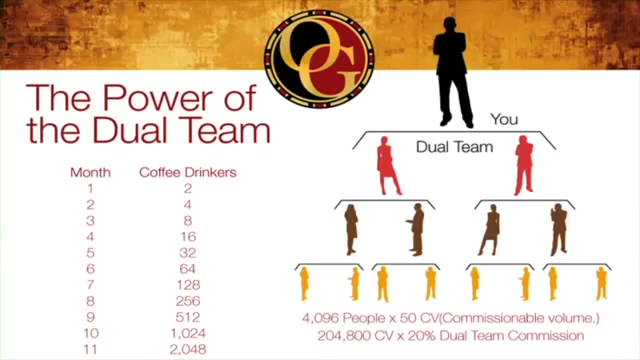 OG
The Power of
the Dual Team
You
Dual Team
Month Coffee Drinkers
1 2
2 4
3 8
4 16
5 32
6 64
7 128
8 256
9 512
10 1,024
11 2,048
4,096 People x 50 CV(Commissionable volume.)
204,800 CV x 20% Dual Team Commission